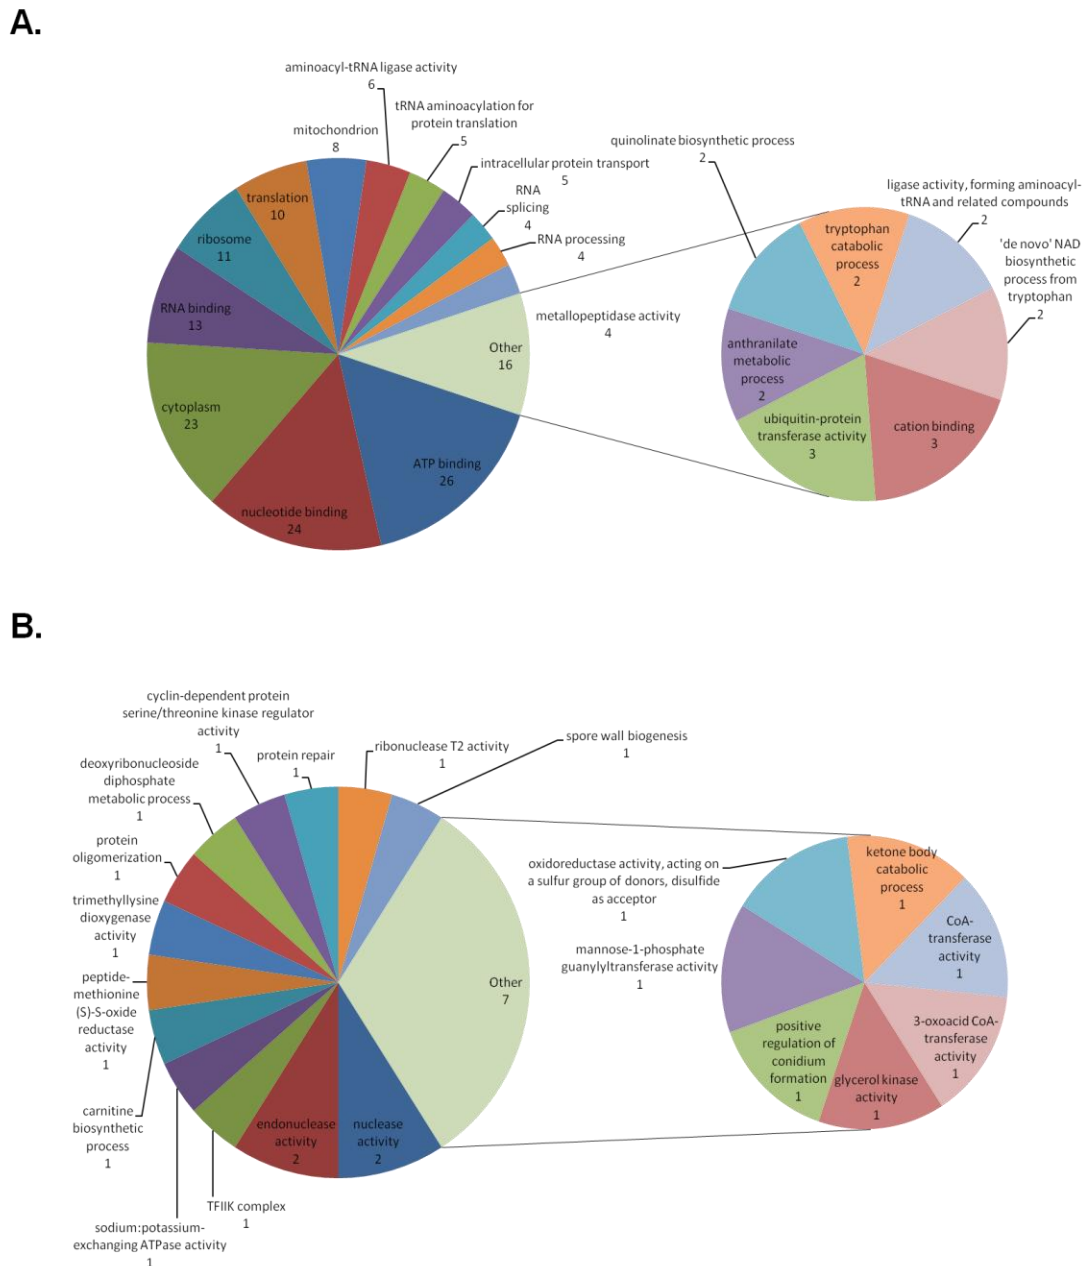 A.
aminoacyl-tRNA ligase activity
6
tRNA aminoacylation for
protein translation
5
mitochondrion
8
intracellular protein transport
5
RNA
splicing
4
RNA processing
4
metallopeptidase activity
4
translation
10
ribosome
11
RNA binding
13
cytoplasm
23
nucleotide binding
24
ATP binding
26
Other
16
quinolinate biosynthetic process
2
tryptophan
catabolic
process
2
ligase activity, forming aminoacyl-
tRNA and related compounds
2
'de novo' NAD
biosynthetic
process from
tryptophan
2
anthranilate
metabolic
process
2
ubiquitin-protein
transferase activity
3
cation binding
3
B.
cyclin-dependent protein
serine/threonine kinase regulator
activity
1
protein repair
1
ribonuclease T2 activity
1
spore wall biogenesis
1
deoxyribonucleoside
diphosphate
metabolic process
1
protein
oligomerization
1
trimethyllysine
dioxygenase
activity
1
peptide-
methionine
(S)-S-oxide
reductase
activity
1
carnitine
biosynthetic
process
1
sodium:potassium-
exchanging ATPase activity
1
TFIIK complex
1
endonuclease
activity
2
nuclease
activity
2
Other
7
oxidoreductase activity, acting on
a sulfur group of donors, disulfide
as acceptor
1
mannose-1-phosphate
guanylyltransferase activity
1
ketone body
catabolic
process
1
CoA-
transferase
activity
1
3-oxoacid CoA-
transferase
activity
1
positive
regulation of
conidium
formation
1
glycerol kinase
activity
1